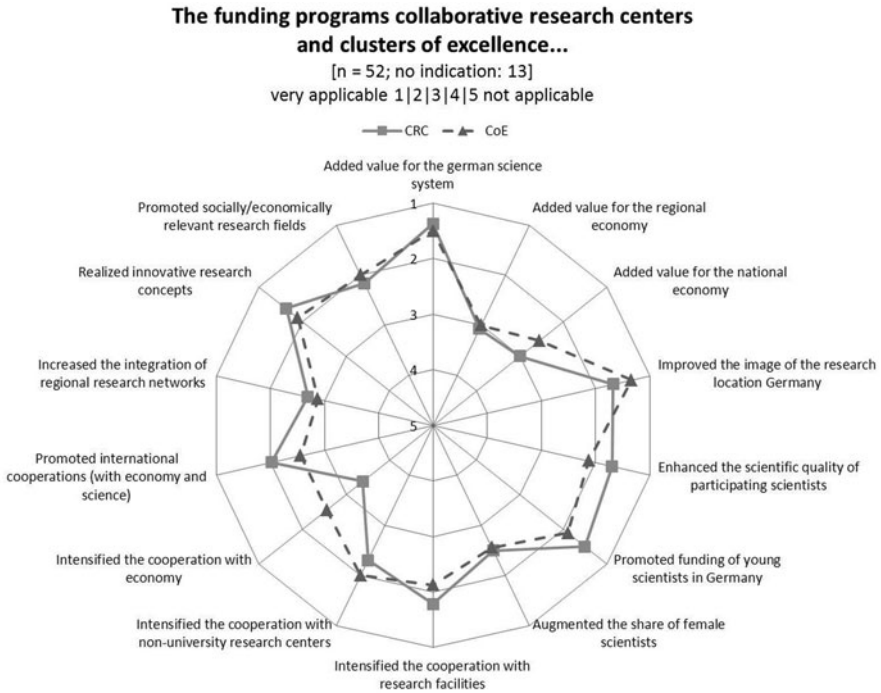 The funding programs collaborative research centers
and clusters of excellence...
[n = 52; no indication: 13]
very applicable 1|2|3|4|5 not applicable
CRC
CoE
Added value for the german science
system
Added value for the regional
economy
Added value for the national
economy
Improved the image of the research
location Germany
Enhanced the scientific quality of
participating scientists
Promoted funding of young
scientists in Germany
Augmented the share of female
scientists
Intensified the cooperation with
research facilities
Intensified the cooperation with
non-university research centers
Intensified the cooperation with
economy
Promoted international
cooperations (with economy and
science)
Increased the integration of
regional research networks
Realized innovative research
concepts
Promoted socially/economically
relevant research fields
1
2
3
4
5